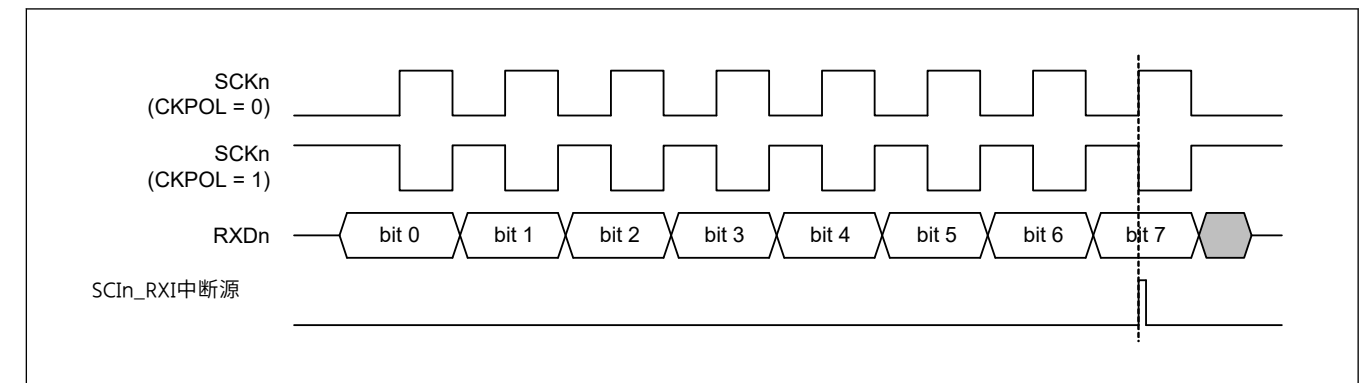 SCKn
(CKPOL = 0)
SCKn
(CKPOL = 1)
RXDn
bit 0 bit 1 bit 2 bit 3 bit 4 bit 5 bit 6 bit 7
SCIn_RXI中断源